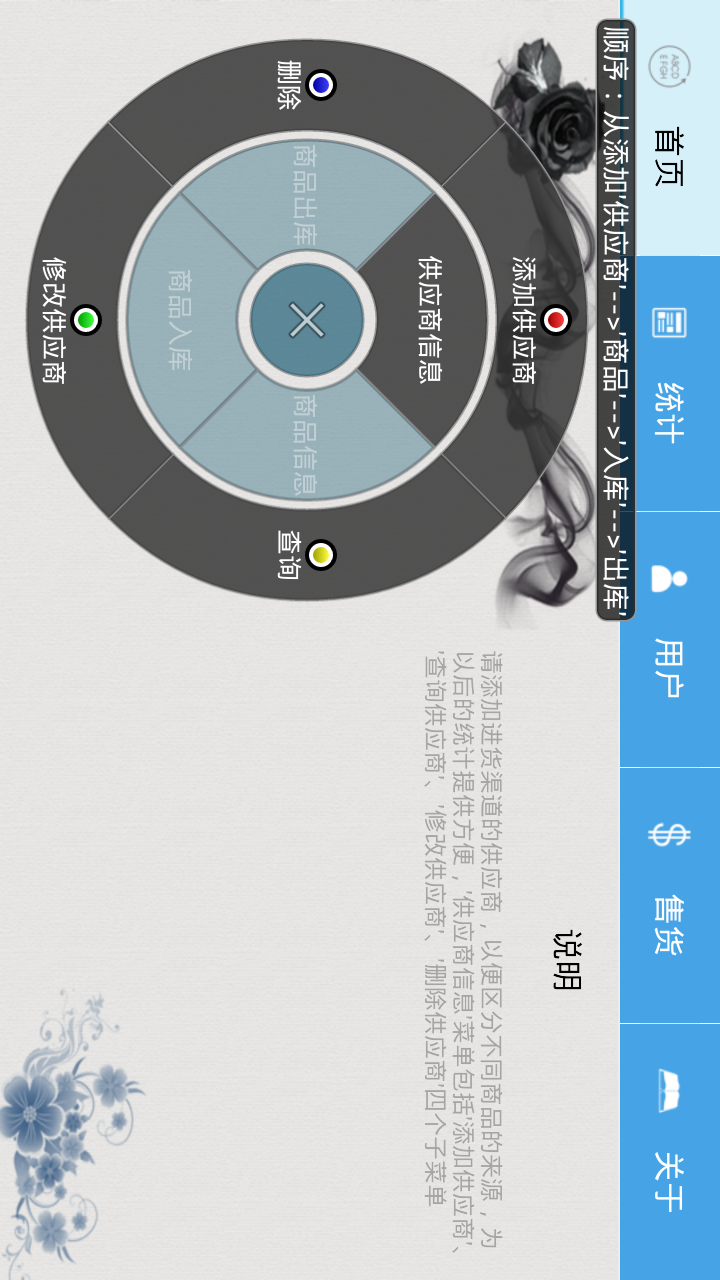 ABCD
EFGH
首页
统计
用户
售货
关于
顺序：从添加'供应商'-->'商品'-->'入库'-->'出库'
添加供应商
供应商信息
删除
商品出库
商品信息
查询
商品入库
修改供应商
说明
请添加进货渠道的供应商，以便区分不同商品的来源，为
以后的统计提供方便，'供应商信息'菜单包括'添加供应商'、
'查询供应商'、'修改供应商'、'删除供应商'四个子菜单